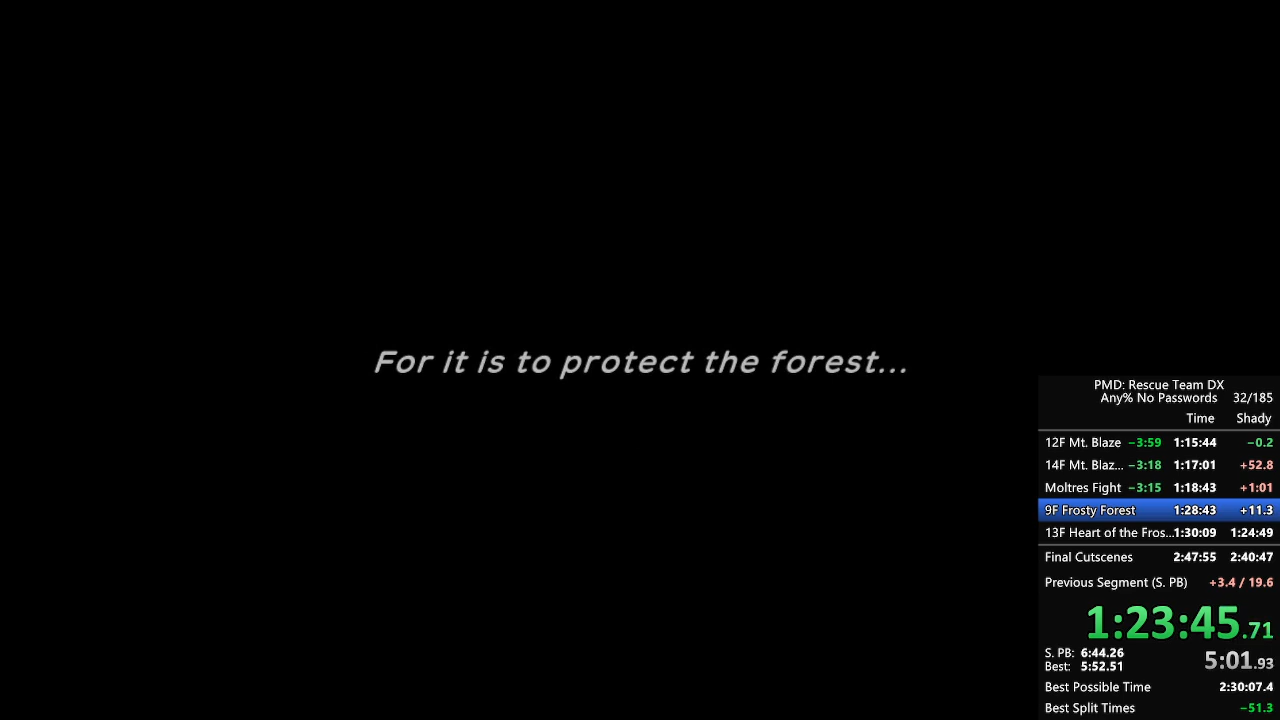 For it is to protect the forest...
PMD: Rescue Team DX
Any% No Passwords 32/185
Time Shady
12F Mt. Blaze −3:59 1:15:44 −0.2
14F Mt. Blaz... −3:18 1:17:01 +52.8
Moltres Fight −3:15 1:18:43 +1:01
9F Frosty Forest 1:28:43 +11.3
13F Heart of the Fros... 1:30:09 1:24:49
Final Cutscenes 2:47:55 2:40:47
Previous Segment (S. PB) +3.4 / 19.6
1:23:45.71
S. PB: 6:44.26
Best: 5:52.51
5:01.93
Best Possible Time 2:30:07.4
Best Split Times −51.3